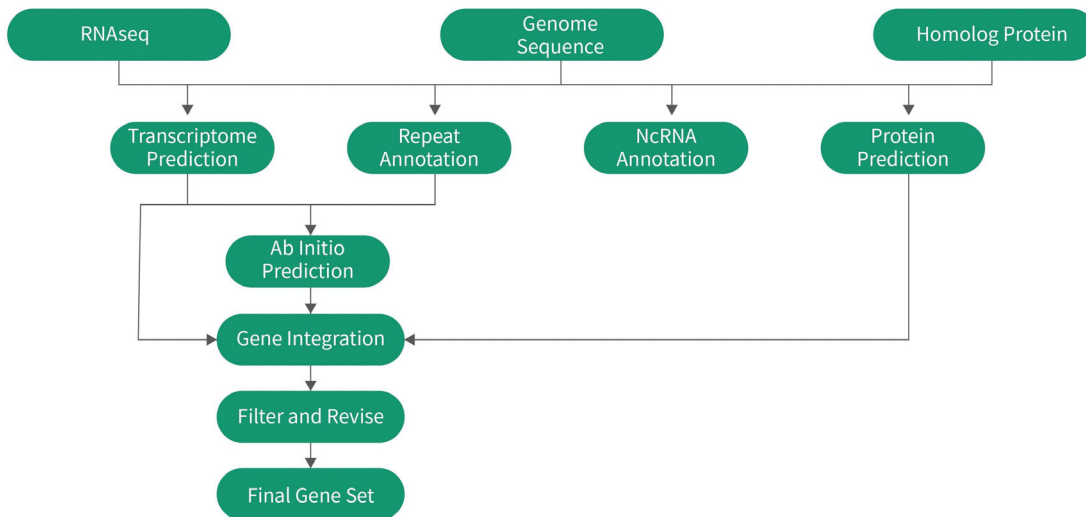 RNAseq
Genome
Sequence
Homolog Protein
Transcriptome
Prediction
Repeat
Annotation
NcRNA
Annotation
Protein
Prediction
Ab Initio
Prediction
Gene Integration
Filter and Revise
Final Gene Set